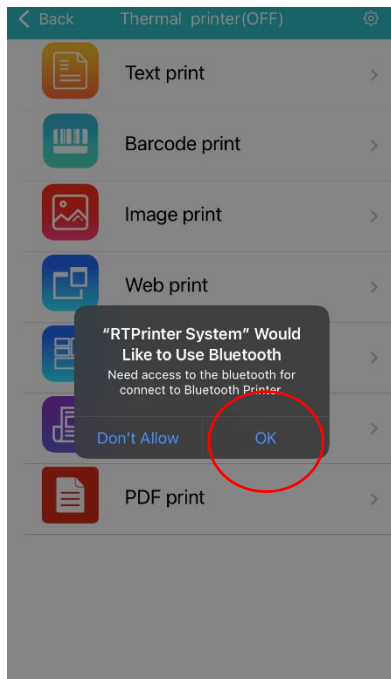 Back
Thermal printer(OFF)
Text print
Barcode print
Image print
Web print
“RTPrinter System” Would
Like to Use Bluetooth
Need access to the bluetooth for
connect to Bluetooth Printer
Don't Allow
OK
PDF print